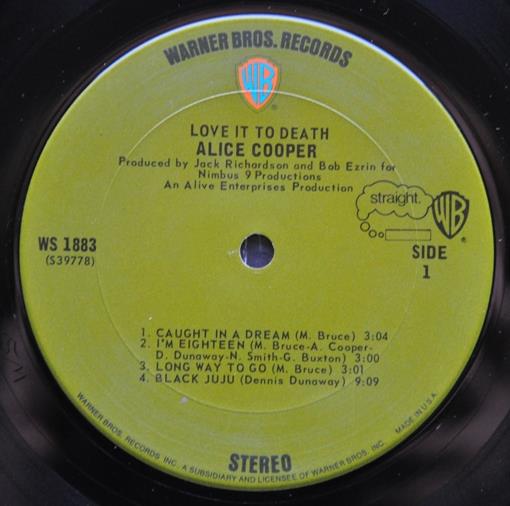 WARNER BROS. RECORDS
WB
®
LOVE IT TO DEATH
ALICE COOPER
Produced by Jack Richardson and Bob Ezrin for
Nimbus 9 Productions
An Alive Enterprises Production
straight.
WB
®
WS 1883
(S39778)
SIDE
1
1. CAUGHT IN A DREAM (M. Bruce) 3:04
2. I'M EIGHTEEN (M. Bruce-A. Cooper-
D. Dunaway-N. Smith-G. Buxton) 3:00
3. LONG WAY TO GO (M. Bruce) 3:01
4. BLACK JUJU (Dennis Dunaway) 9:09
STEREO
WARNER BROS. RECORDS INC. A SUBSIDIARY AND LICENSEE OF WARNER BROS. INC.
MADE IN U.S.A.